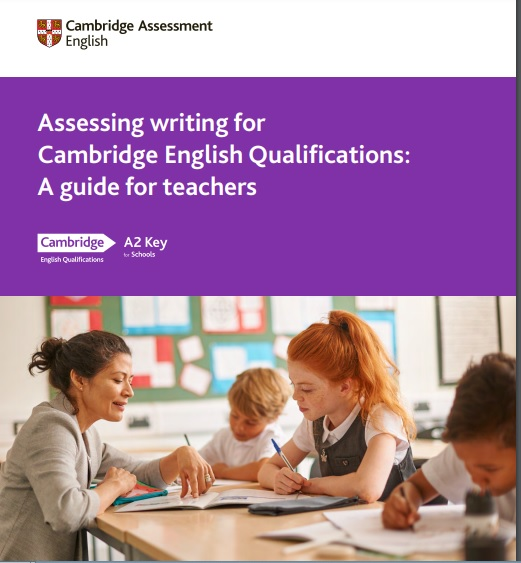 Cambridge Assessment
English
Assessing writing for
Cambridge English Qualifications:
A guide for teachers
Cambridge
English Qualifications
A2 Key
for Schools